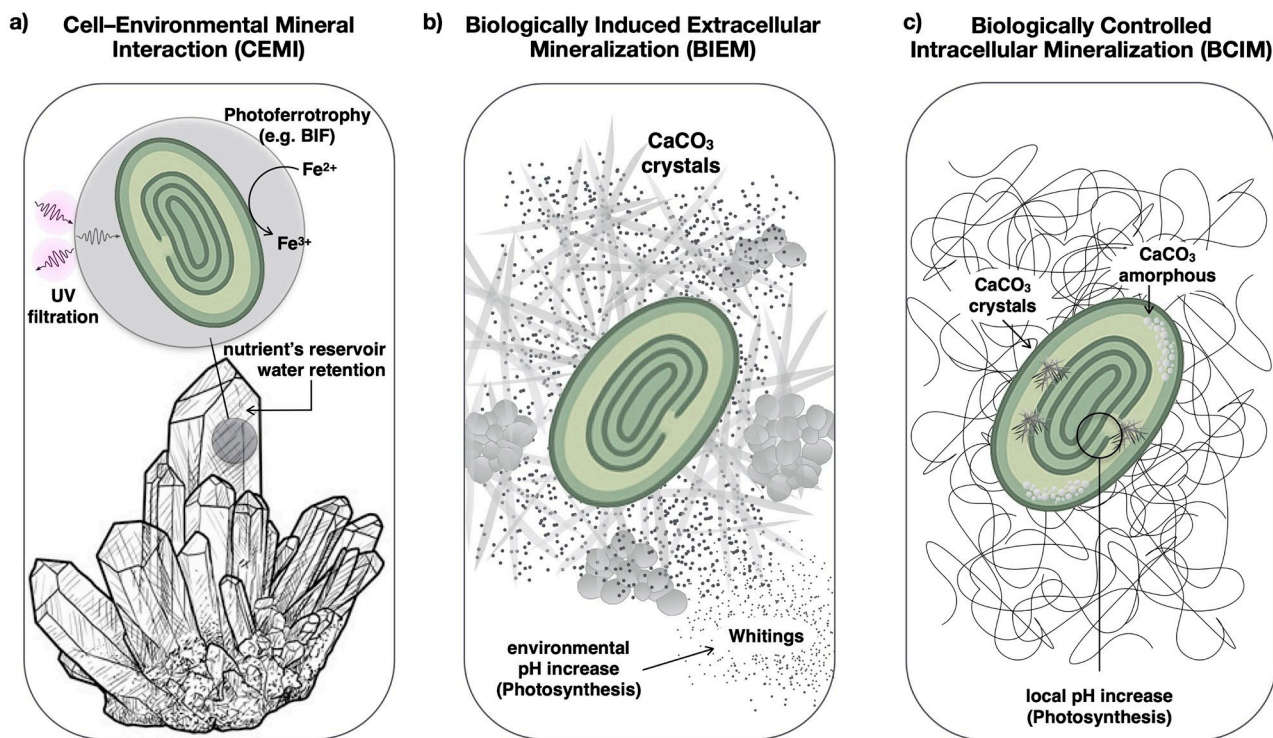 a)
Cell–Environmental Mineral
Interaction (CEMI)
Photoferrotrophy
(e.g. BIF)
Fe²⁺
Fe³⁺
UV
filtration
nutrient's reservoir
water retention
b)
Biologically Induced Extracellular
Mineralization (BIEM)
CaCO₃
crystals
environmental
pH increase
(Photosynthesis)
Whitings
c)
Biologically Controlled
Intracellular Mineralization (BCIM)
CaCO₃
amorphous
CaCO₃
crystals
local pH increase
(Photosynthesis)